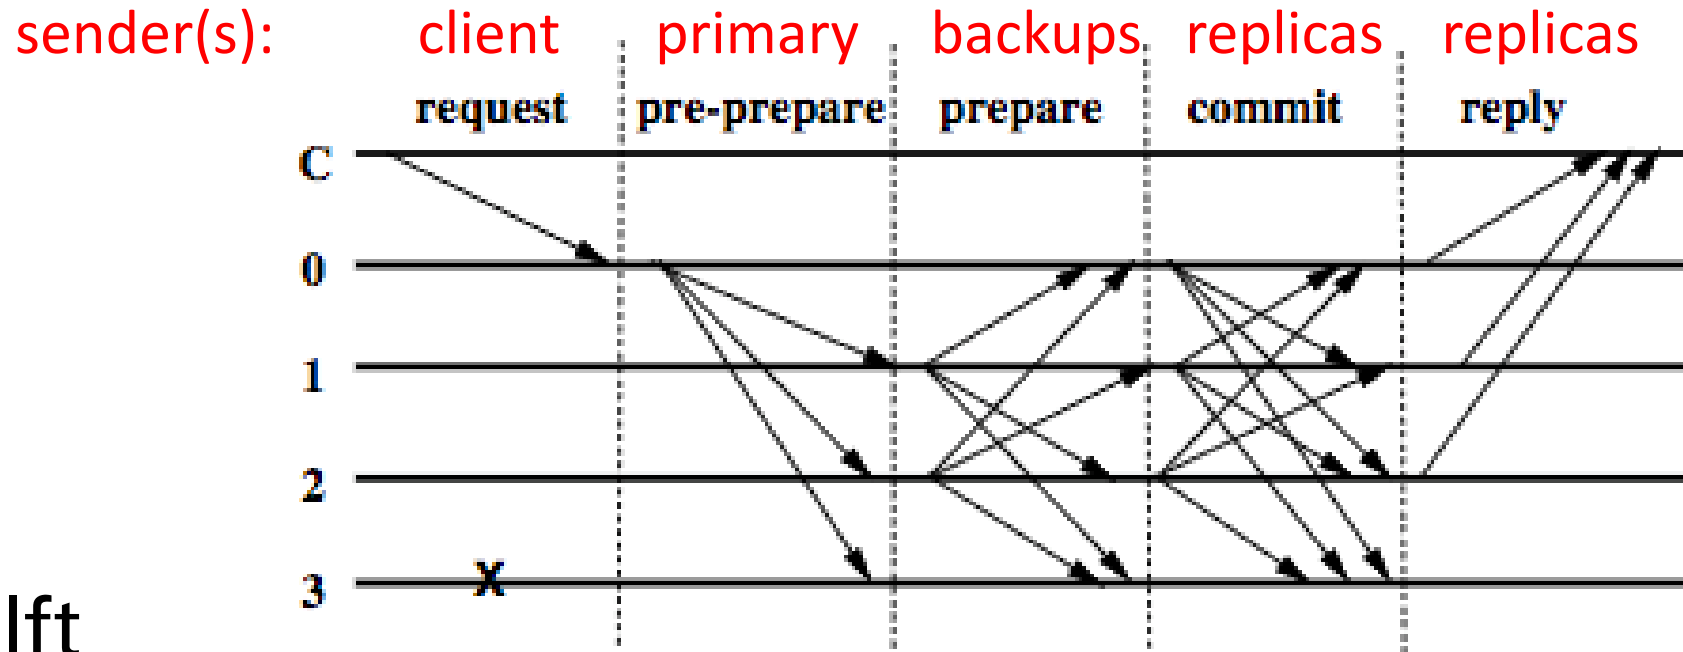 sender(s): client primary backups replicas replicas
request pre-prepare prepare commit reply
C
0
1
2
3 X
lft